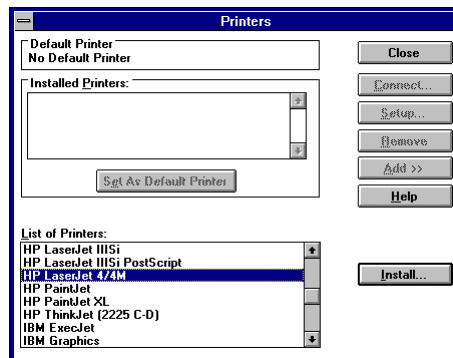 Printers
Default Printer
No Default Printer
Installed Printers:
Set As Default Printer
Close
Connect...
Setup...
Remove
Add >>
Help
List of Printers:
HP LaserJet IIISi
HP LaserJet IIISi PostScript
HP LaserJet 4/4M
HP PaintJet
HP PaintJet XL
HP ThinkJet (2225 C-D)
IBM ExecJet
IBM Graphics
Install...